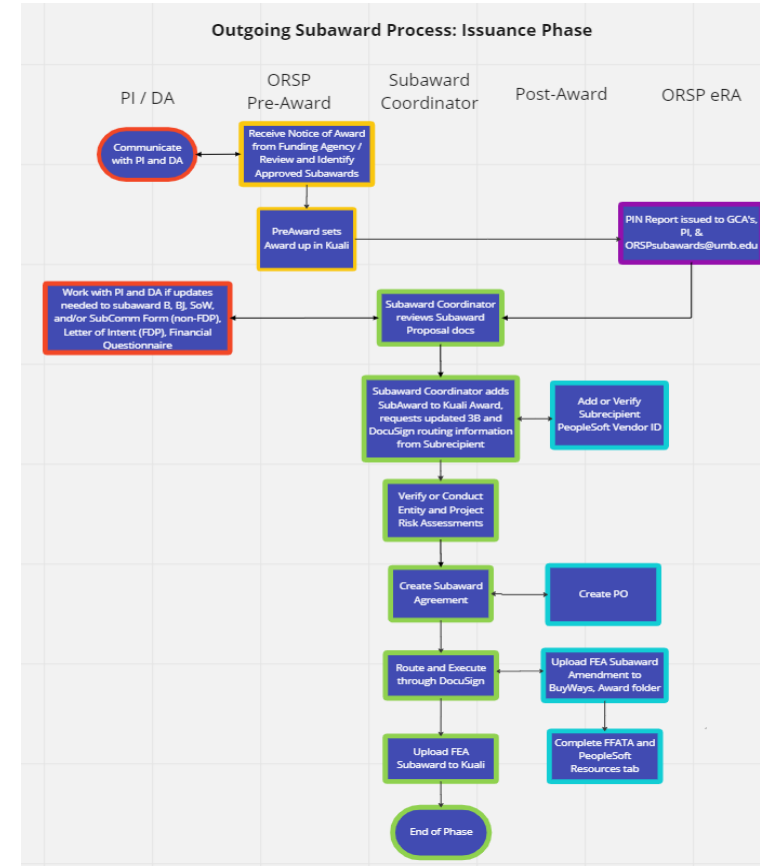 Outgoing Subaward Process: Issuance Phase
PI / DA
ORSP
Pre-Award
Subaward
Coordinator
Post-Award
ORSP eRA
Communicate
with PI and DA
Receive Notice of Award
from Funding Agency /
Review and Identify
Approved Subawards
PreAward sets
Award up in Kuali
PIN Report issued to GCA's,
PI, &
ORSPsubawards@umb.edu
Work with PI and DA if updates
needed to subaward B, BJ, SoW,
and/or SubComm Form (non-FDP),
Letter of Intent (FDP), Financial
Questionnaire
Subaward Coordinator
reviews Subaward
Proposal docs
Subaward Coordinator adds
SubAward to Kuali Award,
requests updated 3B and
DocuSign routing information
from Subrecipient
Add or Verify
Subrecipient
PeopleSoft Vendor ID
Verify or Conduct
Entity and Project
Risk Assessments
Create Subaward
Agreement
Create PO
Route and Execute
through DocuSign
Upload FEA Subaward
Amendment to
BuyWays, Award folder
Upload FEA
Subaward to Kuali
Complete FFATA and
PeopleSoft
Resources tab
End of Phase